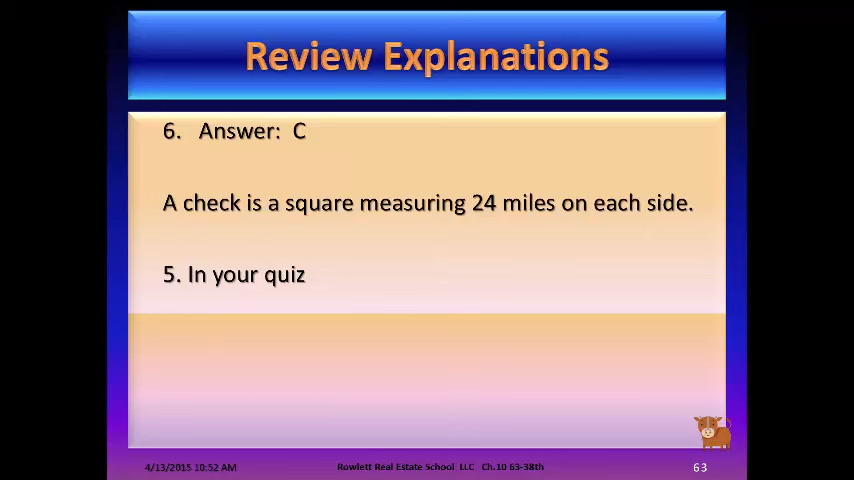 Review Explanations
6. Answer: C
A check is a square measuring 24 miles on each side.
5. In your quiz
4/13/2015 10:52 AM
Rowlett Real Estate School LLC Ch.10 63-38th
63